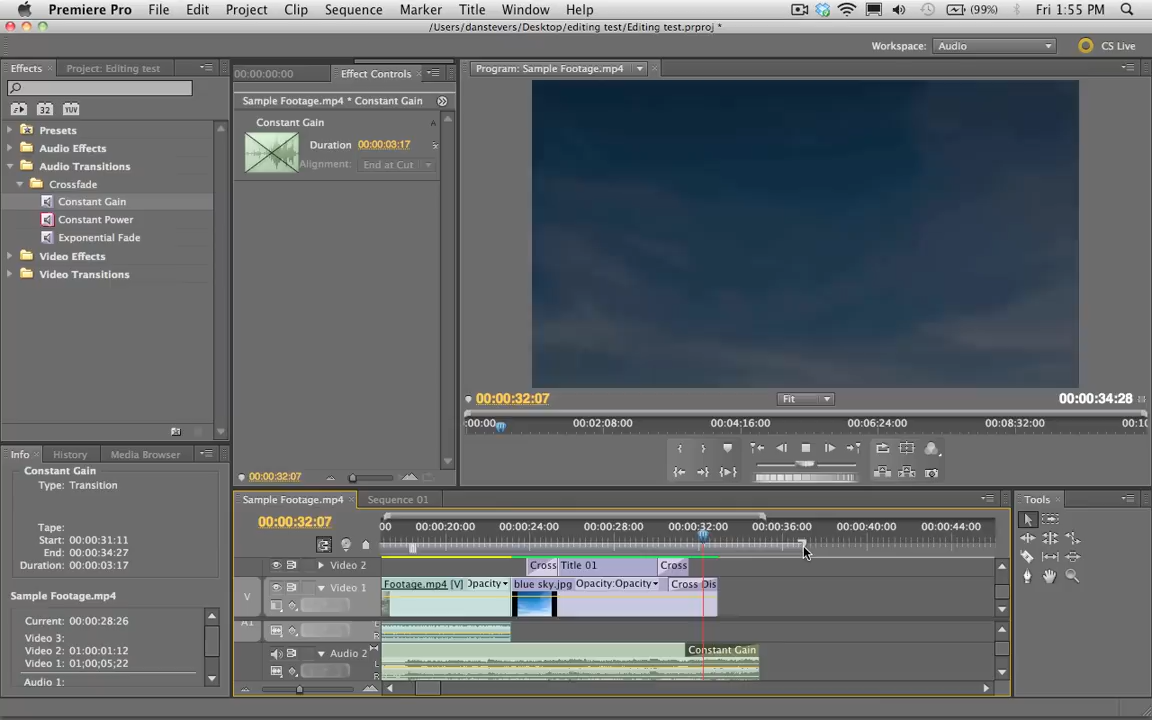 Premiere Pro File Edit Project Clip Sequence Marker Title Window Help (99%) Fri 1:55 PM
/Users/danstevers/Desktop/editing test/Editing test.prproj *
Workspace: Audio CS Live
Effects Project: Editing test
00:00:00:00 Effect Controls
Program: Sample Footage.mp4
32 YUV
Presets
Audio Effects
Audio Transitions
Crossfade
Constant Gain
Constant Power
Exponential Fade
Video Effects
Video Transitions
Sample Footage.mp4 * Constant Gain
Constant Gain
Duration 00:00:03:17
Alignment: End at Cut
00:00:32:07
00:00:32:07 Fit 00:00:34:28
:00:00 00:02:08:00 00:04:16:00 00:06:24:00 00:08:32:00 00:10
Info History Media Browser
Constant Gain
Type: Transition
Tape:
Start: 00:00:31:11
End: 00:00:34:27
Duration: 00:00:03:17
Sample Footage.mp4
Current: 00:00:28:26
Video 3:
Video 2: 01:00:01:12
Video 1: 01;00;05;22
Audio 1:
Sample Footage.mp4 Sequence 01
00:00:32:07
00 00:00:20:00 00:00:24:00 00:00:28:00 00:00:32:00 00:00:36:00 00:00:40:00 00:00:44:00
Video 2 Cross Title 01 Cross
V Video 1 Footage.mp4 [V] Opacity blue sky.jpg Opacity:Opacity Cross Dis
A1
Audio 2 Constant Gain
Tools